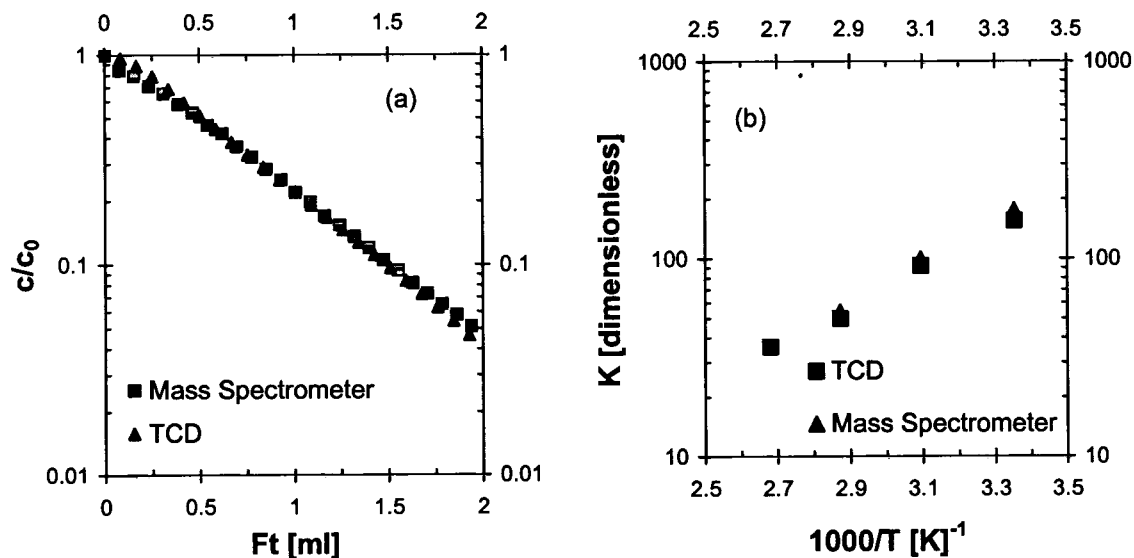 0 0.5 1 1.5 2
1 1
(a)
c/c0
0.1 0.1
Mass Spectrometer
TCD
0.01 0.01
0 0.5 1 1.5 2
Ft [ml]
2.5 2.7 2.9 3.1 3.3 3.5
1000 1000
(b)
K [dimensionless]
100 100
TCD
Mass Spectrometer
10 10
2.5 2.7 2.9 3.1 3.3 3.5
1000/T [K]-1